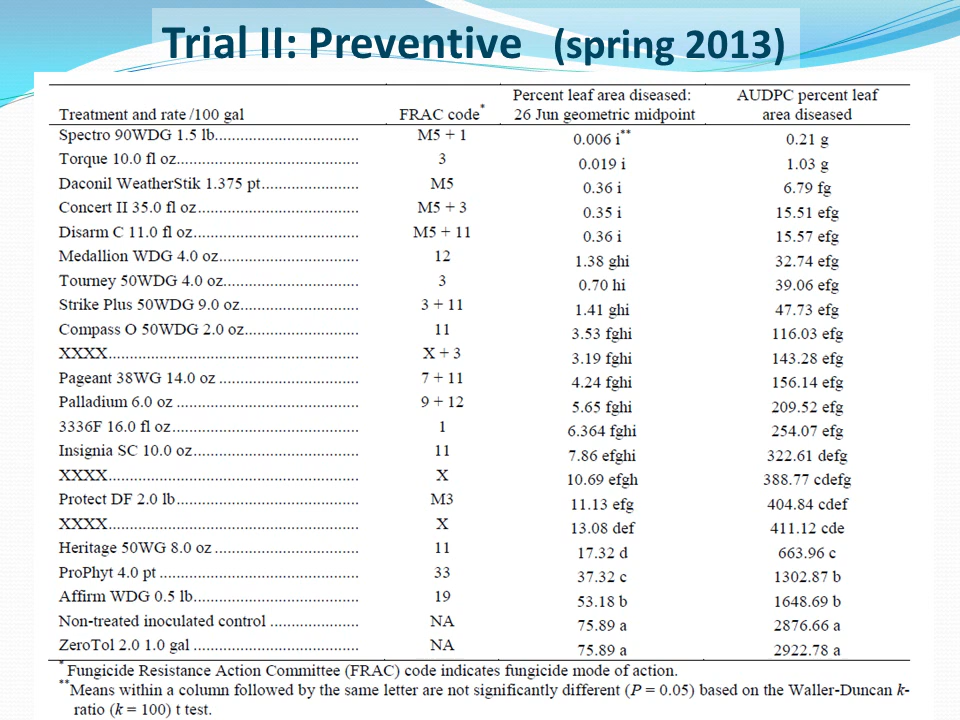 Trial II: Preventive (spring 2013)
Treatment and rate /100 gal FRAC code* Percent leaf area diseased: 26 Jun geometric midpoint AUDPC percent leaf area diseased
Spectro 90WDG 1.5 lb................................ M5 + 1 0.006 i** 0.21 g
Torque 10.0 fl oz........................................ 3 0.019 i 1.03 g
Daconil WeatherStik 1.375 pt...................... M5 0.36 i 6.79 fg
Concert II 35.0 fl oz.................................... M5 + 3 0.35 i 15.51 efg
Disarm C 11.0 fl oz..................................... M5 + 11 0.36 i 15.57 efg
Medallion WDG 4.0 oz............................... 12 1.38 ghi 32.74 efg
Tourney 50WDG 4.0 oz.............................. 3 0.70 hi 39.06 efg
Strike Plus 50WDG 9.0 oz.......................... 3 + 11 1.41 ghi 47.73 efg
Compass O 50WDG 2.0 oz......................... 11 3.53 fghi 116.03 efg
XXXX....................................................... X + 3 3.19 fghi 143.28 efg
Pageant 38WG 14.0 oz ............................... 7 + 11 4.24 fghi 156.14 efg
Palladium 6.0 oz ........................................ 9 + 12 5.65 fghi 209.52 efg
3336F 16.0 fl oz......................................... 1 6.364 fghi 254.07 efg
Insignia SC 10.0 oz.................................... 11 7.86 efghi 322.61 defg
XXXX....................................................... X 10.69 efgh 388.77 cdefg
Protect DF 2.0 lb........................................ M3 11.13 efg 404.84 cdef
XXXX....................................................... X 13.08 def 411.12 cde
Heritage 50WG 8.0 oz ................................ 11 17.32 d 663.96 c
ProPhyt 4.0 pt ............................................ 33 37.32 c 1302.87 b
Affirm WDG 0.5 lb.................................... 19 53.18 b 1648.69 b
Non-treated inoculated control .................... NA 75.89 a 2876.66 a
ZeroTol 2.0 1.0 gal .................................... NA 75.89 a 2922.78 a
* Fungicide Resistance Action Committee (FRAC) code indicates fungicide mode of action.
**Means within a column followed by the same letter are not significantly different (P = 0.05) based on the Waller-Duncan k-
ratio (k = 100) t test.